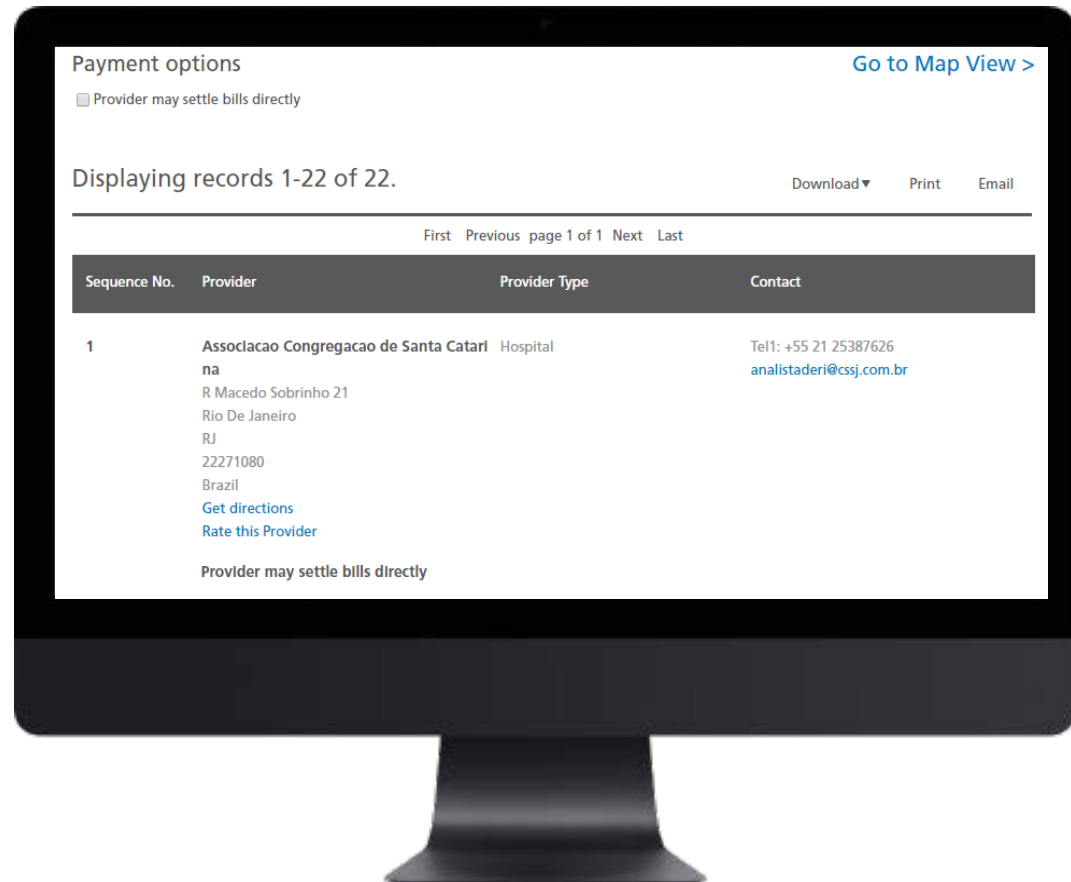 Payment options
Go to Map View >
Provider may settle bills directly
Displaying records 1-22 of 22.
Download▼ Print Email
First Previous page 1 of 1 Next Last
Sequence No. Provider Provider Type Contact
1 Associacao Congregacao de Santa Catari Hospital Tel1: +55 21 25387626
na analistaderi@cssj.com.br
R Macedo Sobrinho 21
Rio De Janeiro
RJ
22271080
Brazil
Get directions
Rate this Provider
Provider may settle bills directly